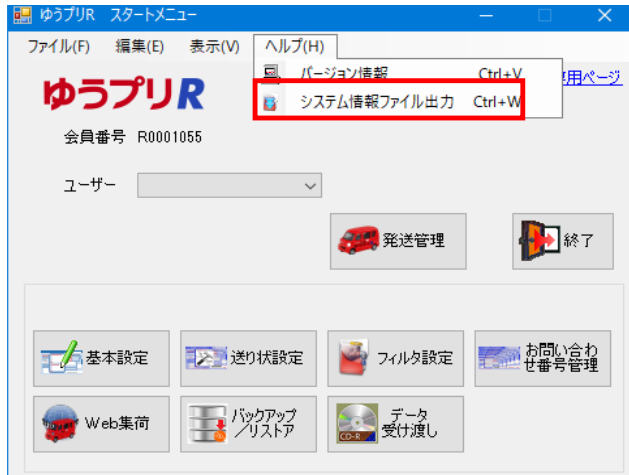 ゆうプリR スタートメニュー
ファイル(F) 編集(E) 表示(V) ヘルプ(H)
バージョン情報 Ctrl+V
用ページ
システム情報ファイル出力 Ctrl+W
ゆうプリR
会員番号 R0001055
ユーザー
発送管理
終了
基本設定
送り状設定
フィルタ設定
お問い合わ
せ番号管理
Web集荷
バックアップ
／リストア
CD-R
データ
受け渡し